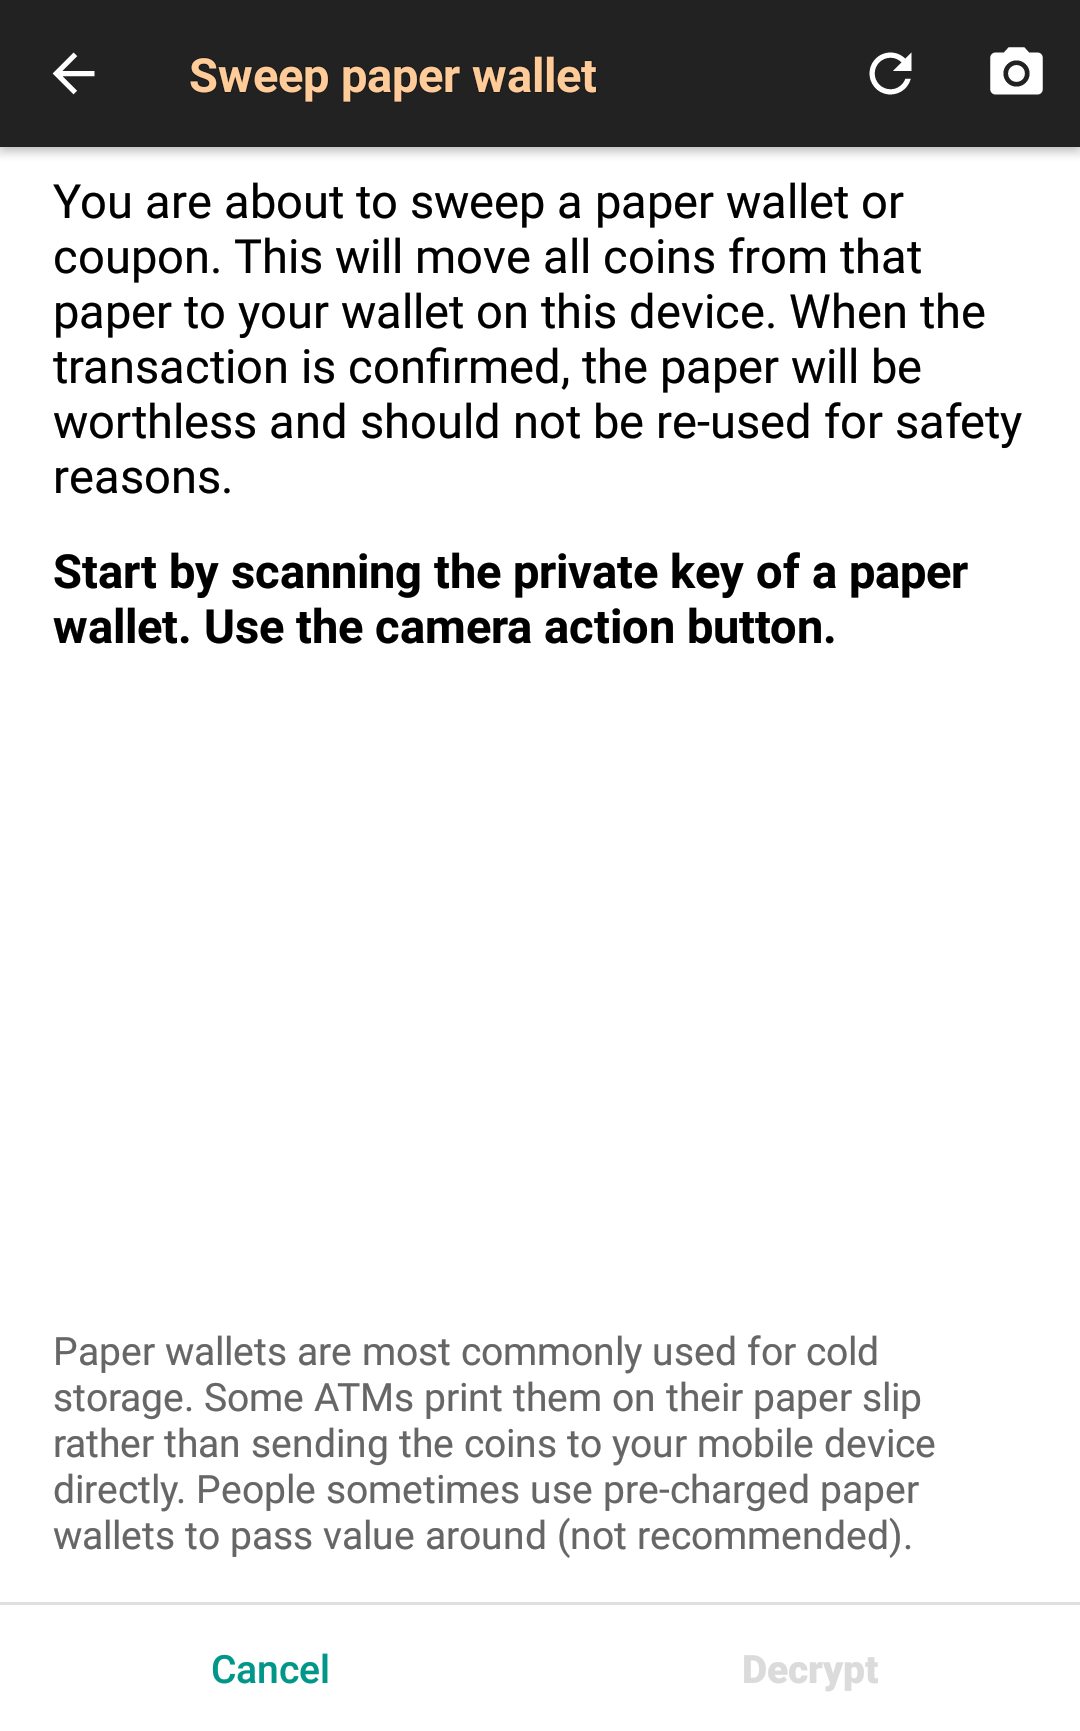 Sweep paper wallet
You are about to sweep a paper wallet or
coupon. This will move all coins from that
paper to your wallet on this device. When the
transaction is confirmed, the paper will be
worthless and should not be re-used for safety
reasons.
Start by scanning the private key of a paper
wallet. Use the camera action button.
Paper wallets are most commonly used for cold
storage. Some ATMs print them on their paper slip
rather than sending the coins to your mobile device
directly. People sometimes use pre-charged paper
wallets to pass value around (not recommended).
Cancel
Decrypt